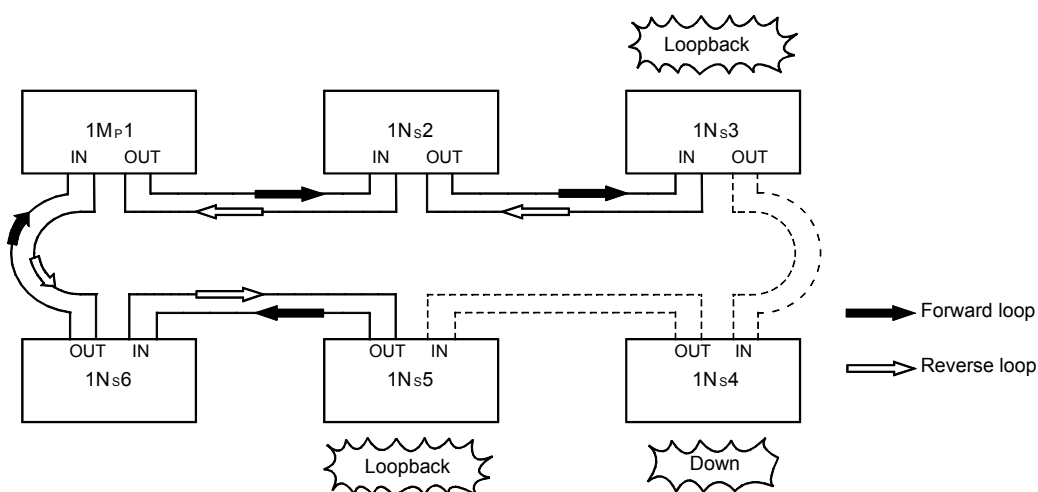 Loopback
1MP1 1NS2 1NS3
IN OUT IN OUT IN OUT
Forward loop
OUT IN OUT IN OUT IN
Reverse loop
1NS6 1NS5 1NS4
Loopback Down